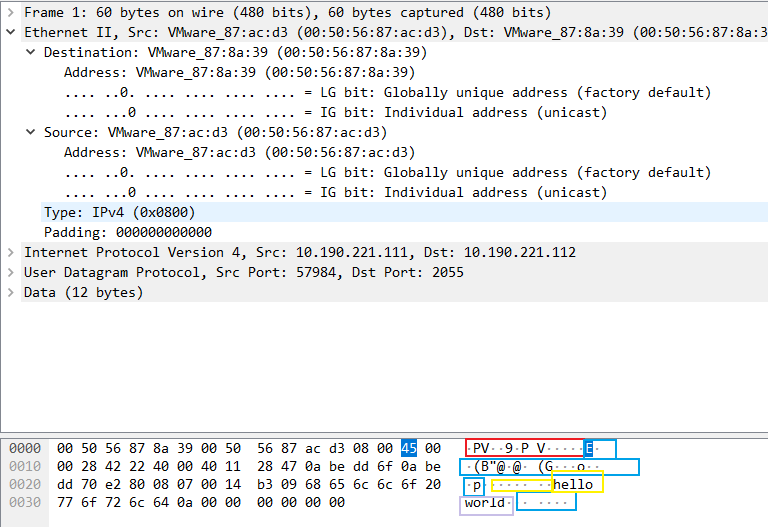 Frame 1: 60 bytes on wire (480 bits), 60 bytes captured (480 bits)
Ethernet II, Src: VMware_87:ac:d3 (00:50:56:87:ac:d3), Dst: VMware_87:8a:39 (00:50:56:87:8a:3
Destination: VMware_87:8a:39 (00:50:56:87:8a:39)
Address: VMware_87:8a:39 (00:50:56:87:8a:39)
.... ..0. .... .... .... .... = LG bit: Globally unique address (factory default)
.... ...0 .... .... .... .... = IG bit: Individual address (unicast)
Source: VMware_87:ac:d3 (00:50:56:87:ac:d3)
Address: VMware_87:ac:d3 (00:50:56:87:ac:d3)
.... ..0. .... .... .... .... = LG bit: Globally unique address (factory default)
.... ...0 .... .... .... .... = IG bit: Individual address (unicast)
Type: IPv4 (0x0800)
Padding: 000000000000
Internet Protocol Version 4, Src: 10.190.221.111, Dst: 10.190.221.112
User Datagram Protocol, Src Port: 57984, Dst Port: 2055
Data (12 bytes)
0000 00 50 56 87 8a 39 00 50 56 87 ac d3 08 00 45 00 ·PV··9·P V·····E·
0010 00 28 42 22 40 00 40 11 28 47 0a be dd 6f 0a be ·(B"@·@· (G···o··
0020 dd 70 e2 80 08 07 00 14 b3 09 68 65 6c 6c 6f 20 ·p······ ··hello
0030 77 6f 72 6c 64 0a 00 00 00 00 00 00 world··· ····